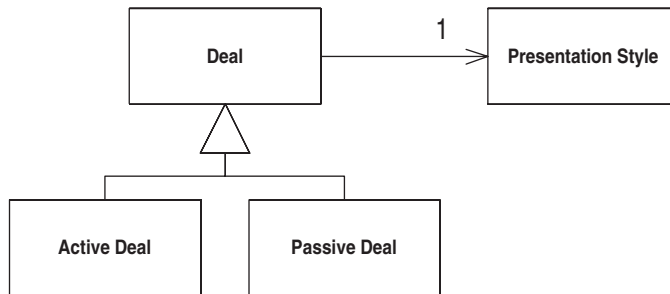 Deal
1
Presentation Style
Active Deal
Passive Deal